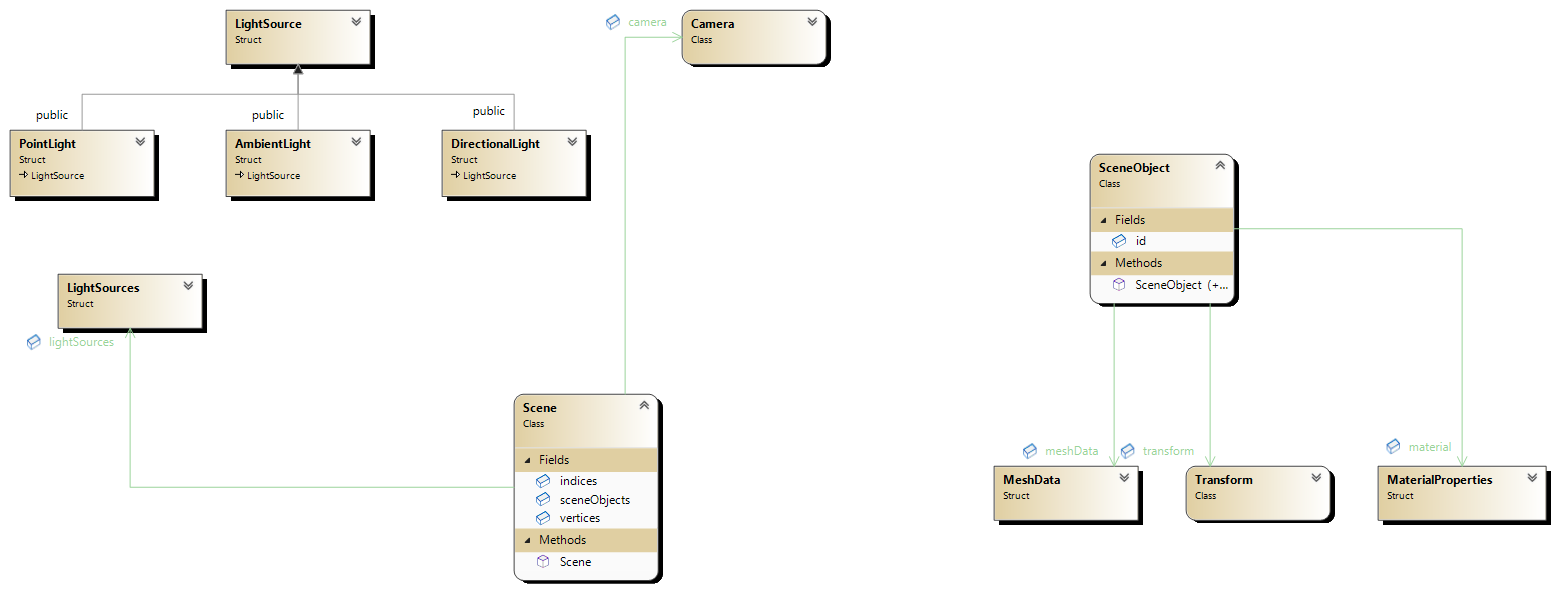 LightSource
Struct
public
public
public
PointLight
Struct
LightSource
AmbientLight
Struct
LightSource
DirectionalLight
Struct
LightSource
camera
Camera
Class
LightSources
Struct
lightSources
Scene
Class
Fields
indices
sceneObjects
vertices
Methods
Scene
SceneObject
Class
Fields
id
Methods
SceneObject (+...
meshData
transform
material
MeshData
Struct
Transform
Class
MaterialProperties
Struct